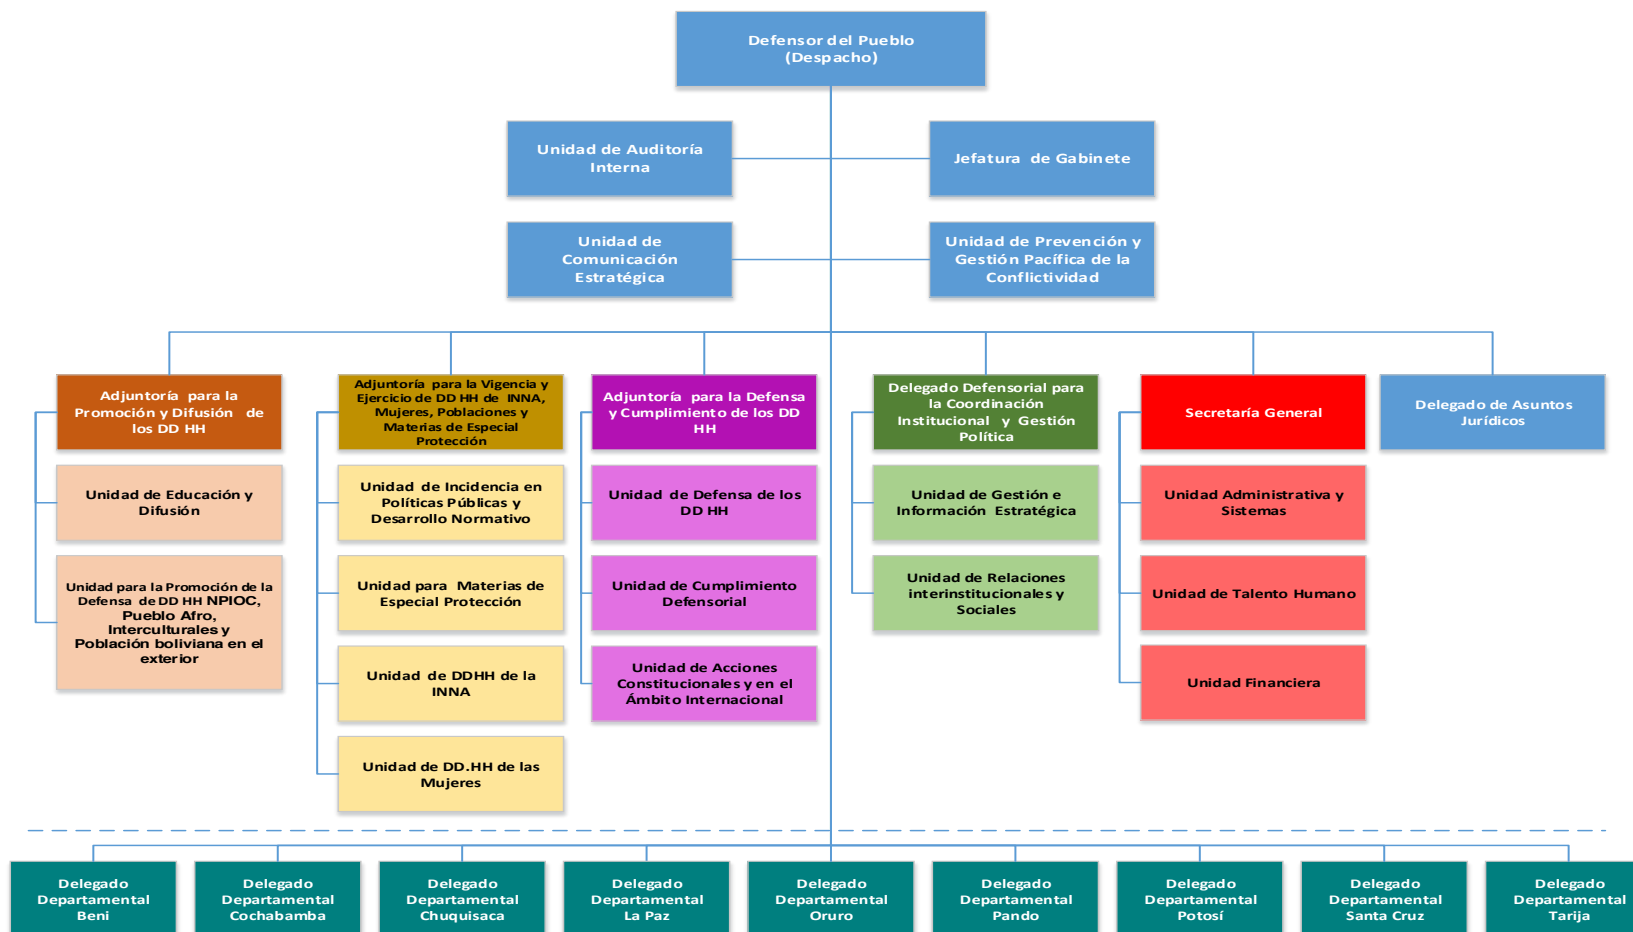 Defensor del Pueblo
(Despacho)
Unidad de Auditoría
Interna
Jefatura de Gabinete
Unidad de
Comunicación
Estratégica
Unidad de Prevención y
Gestión Pacífica de la
Conflictividad
Adjuntoría para la
Promoción y Difusión de
los DD HH
Unidad de Educación y
Difusión
Unidad para la Promoción de la
Defensa de DD HH NPIOC,
Pueblo Afro,
Interculturales y
Población boliviana en el
exterior
Adjuntoría para la Vigencia y
Ejercicio de DD HH de INNA,
Mujeres, Poblaciones y
Materias de Especial
Protección
Unidad de Incidencia en
Políticas Públicas y
Desarrollo Normativo
Unidad para Materias de
Especial Protección
Unidad de DDHH de la
INNA
Unidad de DD.HH de las
Mujeres
Adjuntoría para la Defensa
y Cumplimiento de los DD
HH
Unidad de Defensa de los
DD HH
Unidad de Cumplimiento
Defensorial
Unidad de Acciones
Constitucionales y en el
Ámbito Internacional
Delegado Defensorial para
la Coordinación
Institucional y Gestión
Política
Unidad de Gestión e
Información Estratégica
Unidad de Relaciones
interinstitucionales y
Sociales
Secretaría General
Unidad Administrativa y
Sistemas
Unidad de Talento Humano
Unidad Financiera
Delegado de Asuntos
Jurídicos
Delegado
Departamental
Beni
Delegado
Departamental
Cochabamba
Delegado
Departamental
Chuquisaca
Delegado
Departamental
La Paz
Delegado
Departamental
Oruro
Delegado
Departamental
Pando
Delegado
Departamental
Potosí
Delegado
Departamental
Santa Cruz
Delegado
Departamental
Tarija